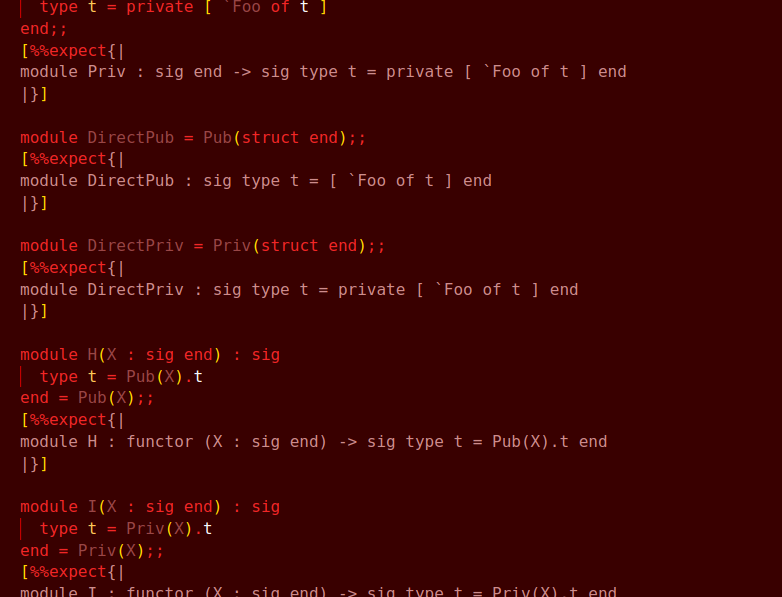 type t = private [ `Foo of t ]
end;;
[%%expect{|
module Priv : sig end -> sig type t = private [ `Foo of t ] end
|}]

module DirectPub = Pub(struct end);;
[%%expect{|
module DirectPub : sig type t = [ `Foo of t ] end
|}]

module DirectPriv = Priv(struct end);;
[%%expect{|
module DirectPriv : sig type t = private [ `Foo of t ] end
|}]

module H(X : sig end) : sig
  type t = Pub(X).t
end = Pub(X);;
[%%expect{|
module H : functor (X : sig end) -> sig type t = Pub(X).t end
|}]

module I(X : sig end) : sig
  type t = Priv(X).t
end = Priv(X);;
[%%expect{|
module I : functor (X : sig end) -> sig type t = Priv(X).t end